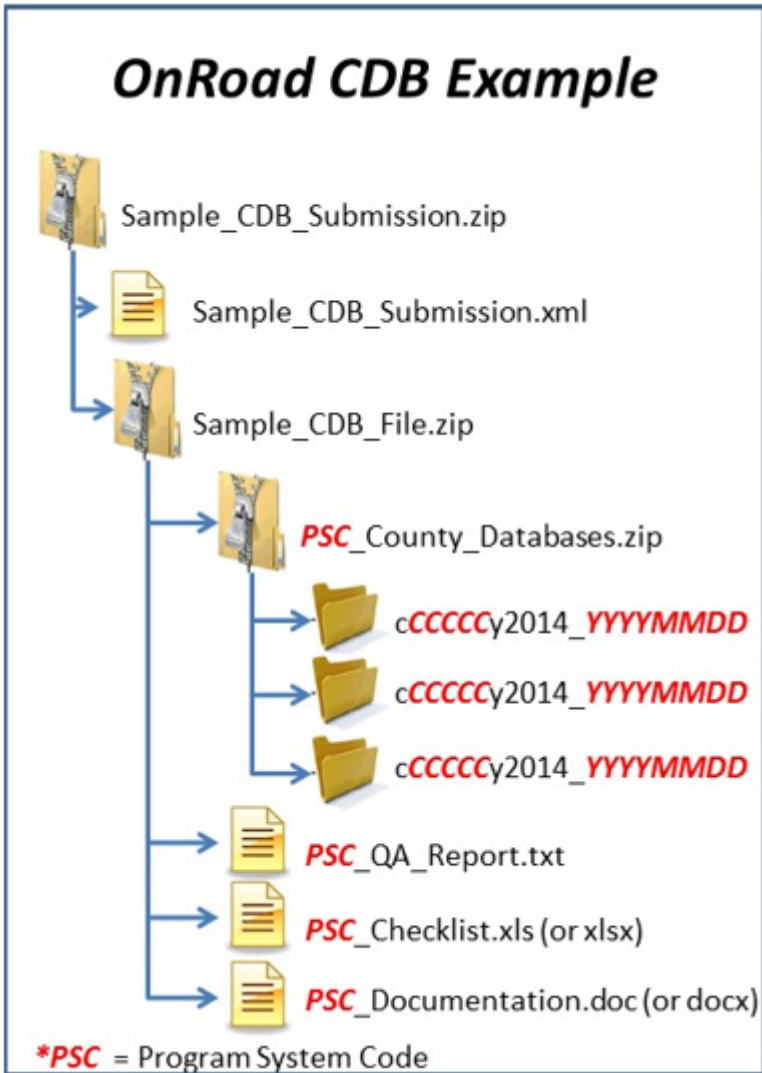 OnRoad CDB Example
Sample_CDB_Submission.zip
Sample_CDB_Submission.xml
Sample_CDB_File.zip
PSC_County_Databases.zip
cCCCCCy2014_YYYYMMDD
cCCCCCy2014_YYYYMMDD
cCCCCCy2014_YYYYMMDD
PSC_QA_Report.txt
PSC_Checklist.xls (or xlsx)
PSC_Documentation.doc (or docx)
*PSC = Program System Code